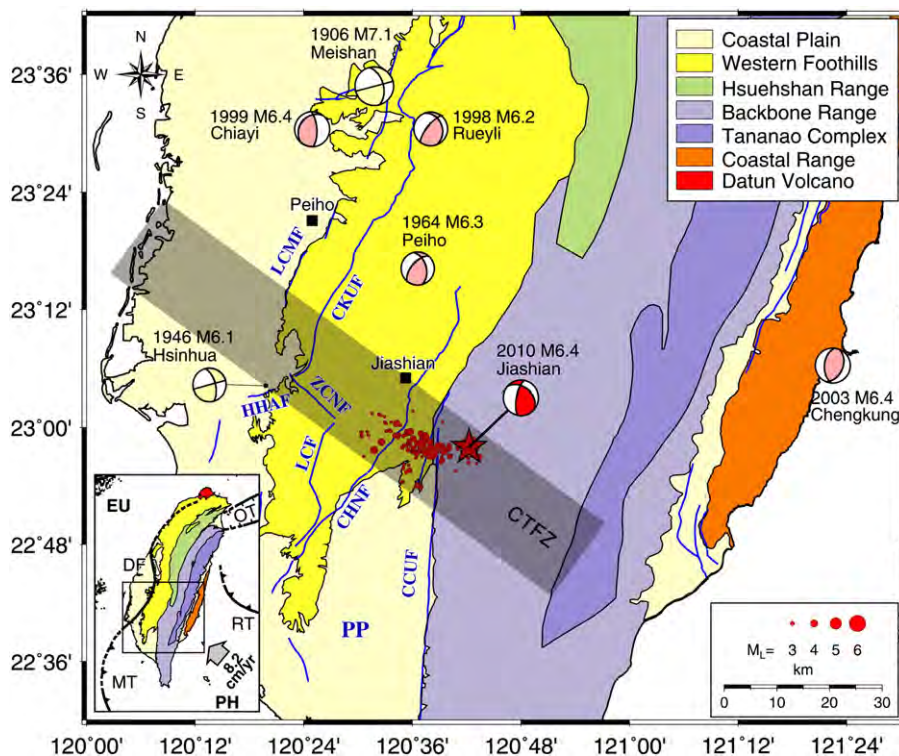 N
W E
S
1906 M7.1
Meishan
1999 M6.4
Chiayi
1998 M6.2
Rueyli
Peiho
1964 M6.3
Peiho
LCMF
CKUF
1946 M6.1
Hsinhua
Jiashian
2010 M6.4
Jiashian
2003 M6.4
Chengkung
HHAF
ZCNF
LCF
CHNF
CCUF
CTFZ
PP
Coastal Plain
Western Foothills
Hsuehshan Range
Backbone Range
Tananao Complex
Coastal Range
Datun Volcano
EU
OT
DF
RT
MT
8.2
cm/yr
PH
ML= 3 4 5 6
km
0 10 20 30
23°36'
23°24'
23°12'
23°00'
22°48'
22°36'
120°00' 120°12' 120°24' 120°36' 120°48' 121°00' 121°12' 121°24'